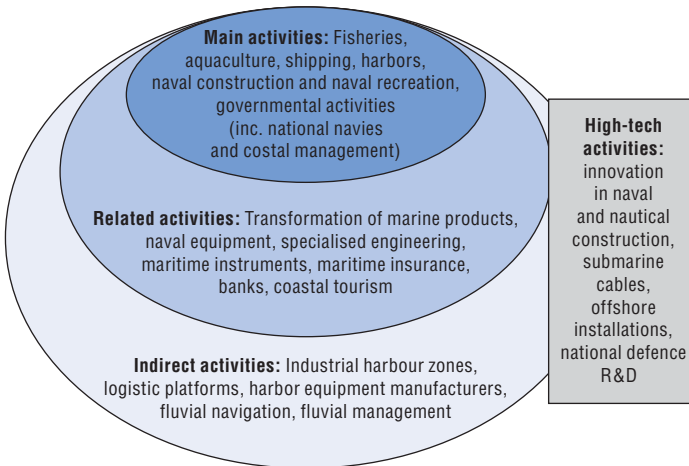 Main activities: Fisheries,
aquaculture, shipping, harbors,
naval construction and naval recreation,
governmental activities
(inc. national navies
and costal management)
Related activities: Transformation of marine products,
naval equipment, specialised engineering,
maritime instruments, maritime insurance,
banks, coastal tourism
Indirect activities: Industrial harbour zones,
logistic platforms, harbor equipment manufacturers,
fluvial navigation, fluvial management
High-tech
activities:
innovation
in naval
and nautical
construction,
submarine
cables,
offshore
installations,
national defence
R&D